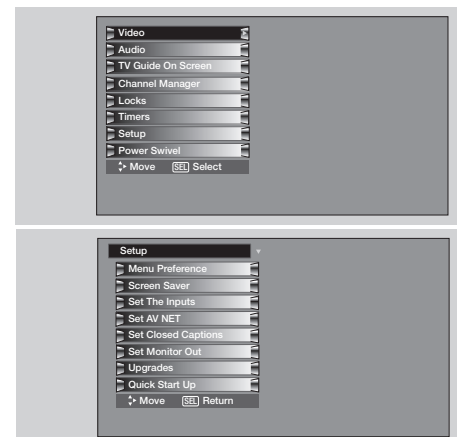 Video
Audio
TV Guide On Screen
Channel Manager
Locks
Timers
Setup
Power Swivel
Move SEL Select
Setup
Menu Preference
Screen Saver
Set The Inputs
Set AV NET
Set Closed Captions
Set Monitor Out
Upgrades
Quick Start Up
Move SEL Return